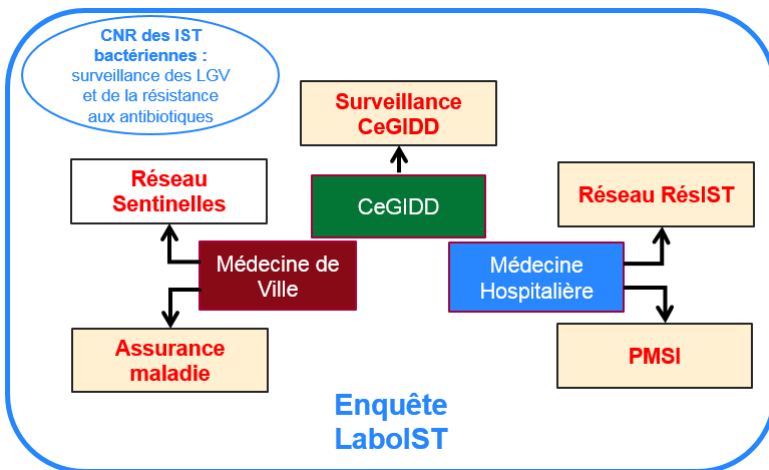 CNR des IST
bactériennes :
surveillance des LGV
et de la résistance
aux antibiotiques
Surveillance
CeGIDD
Réseau
Sentinelles
CeGIDD
Réseau RésIST
Médecine de
Ville
Médecine
Hospitalière
Assurance
maladie
PMSI
Enquête
LaboIST